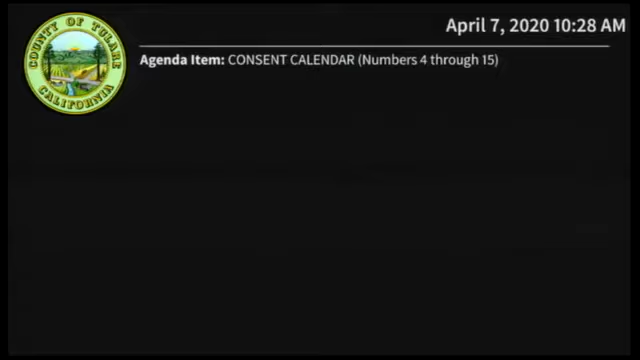 COUNTY OF TULARE
CALIFORNIA
April 7, 2020 10:28 AM
Agenda Item: CONSENT CALENDAR (Numbers 4 through 15)